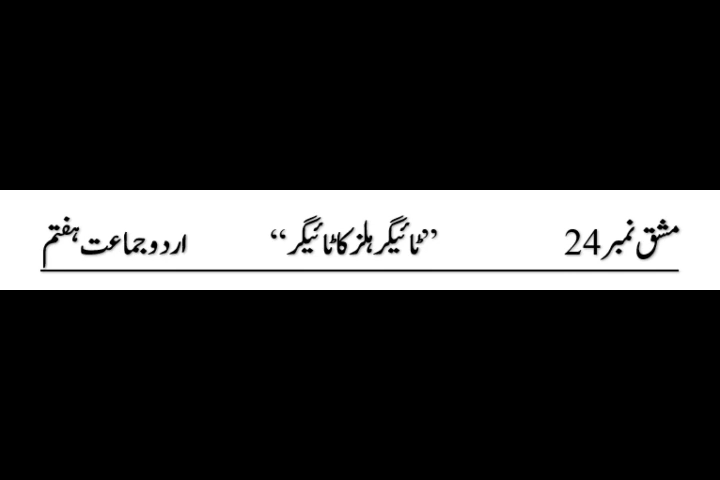 مشق نمبر 24 ”ٹائیگر ہلز کا ٹائیگر“ اردو جماعت ہفتم